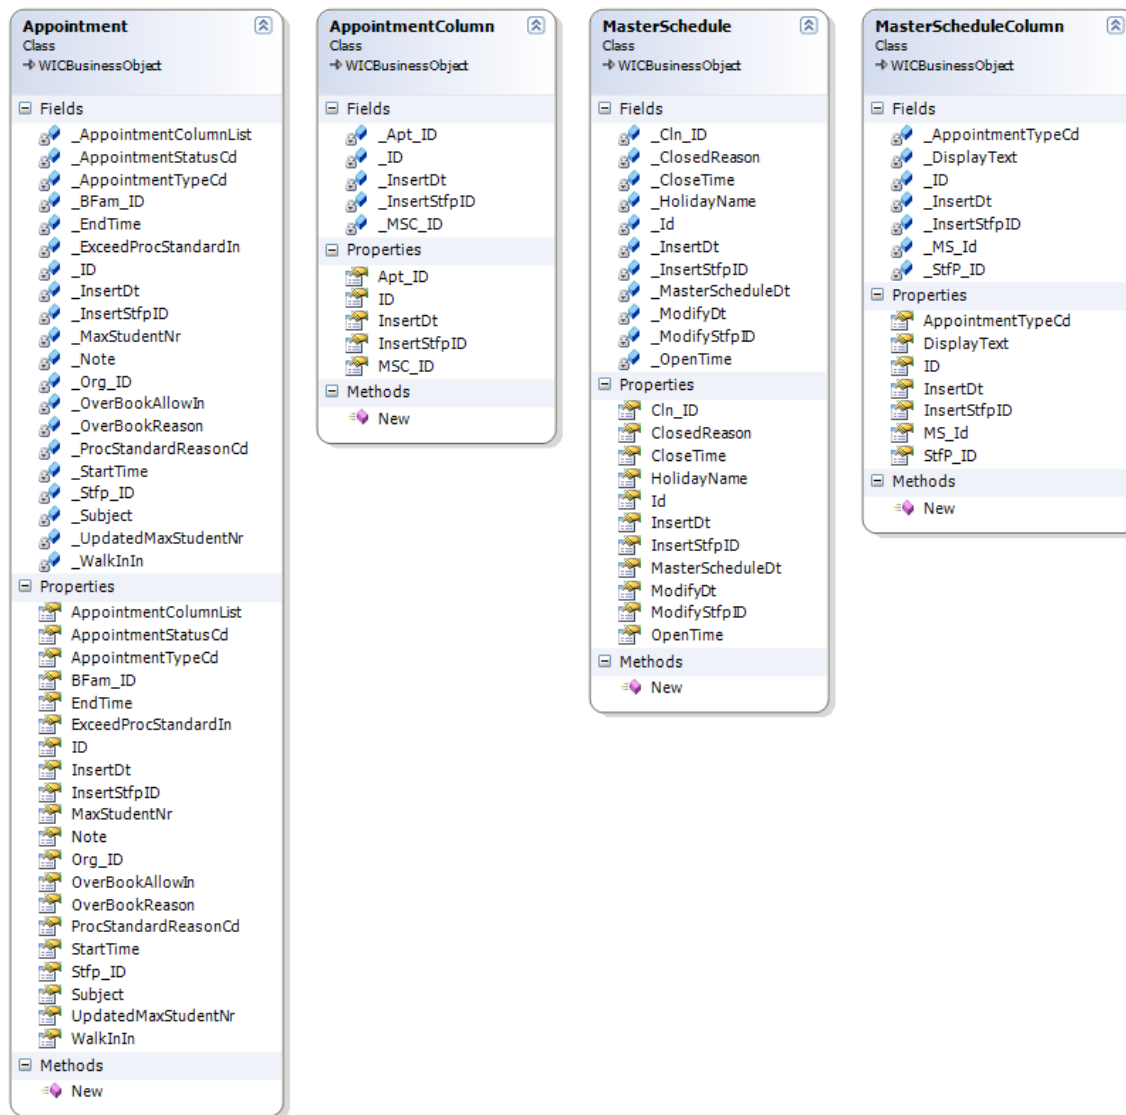 Appointment
Class
WICBusinessObject
Fields
_AppointmentColumnList
_AppointmentStatusCd
_AppointmentTypeCd
_BFam_ID
_EndTime
_ExceedProcStandardIn
_ID
_InsertDt
_InsertStfpID
_MaxStudentNr
_Note
_Org_ID
_OverBookAllowIn
_OverBookReason
_ProcStandardReasonCd
_StartTime
_Stfp_ID
_Subject
_UpdatedMaxStudentNr
_WalkInIn
Properties
AppointmentColumnList
AppointmentStatusCd
AppointmentTypeCd
BFam_ID
EndTime
ExceedProcStandardIn
ID
InsertDt
InsertStfpID
MaxStudentNr
Note
Org_ID
OverBookAllowIn
OverBookReason
ProcStandardReasonCd
StartTime
Stfp_ID
Subject
UpdatedMaxStudentNr
WalkInIn
Methods
New
AppointmentColumn
Class
WICBusinessObject
Fields
_Apt_ID
_ID
_InsertDt
_InsertStfpID
_MSC_ID
Properties
Apt_ID
ID
InsertDt
InsertStfpID
MSC_ID
Methods
New
MasterSchedule
Class
WICBusinessObject
Fields
_Cln_ID
_ClosedReason
_CloseTime
_HolidayName
_Id
_InsertDt
_InsertStfpID
_MasterScheduleDt
_ModifyDt
_ModifyStfpID
_OpenTime
Properties
Cln_ID
ClosedReason
CloseTime
HolidayName
Id
InsertDt
InsertStfpID
MasterScheduleDt
ModifyDt
ModifyStfpID
OpenTime
Methods
New
MasterScheduleColumn
Class
WICBusinessObject
Fields
_AppointmentTypeCd
_DisplayText
_ID
_InsertDt
_InsertStfpID
_MS_Id
_StfP_ID
Properties
AppointmentTypeCd
DisplayText
ID
InsertDt
InsertStfpID
MS_Id
StfP_ID
Methods
New